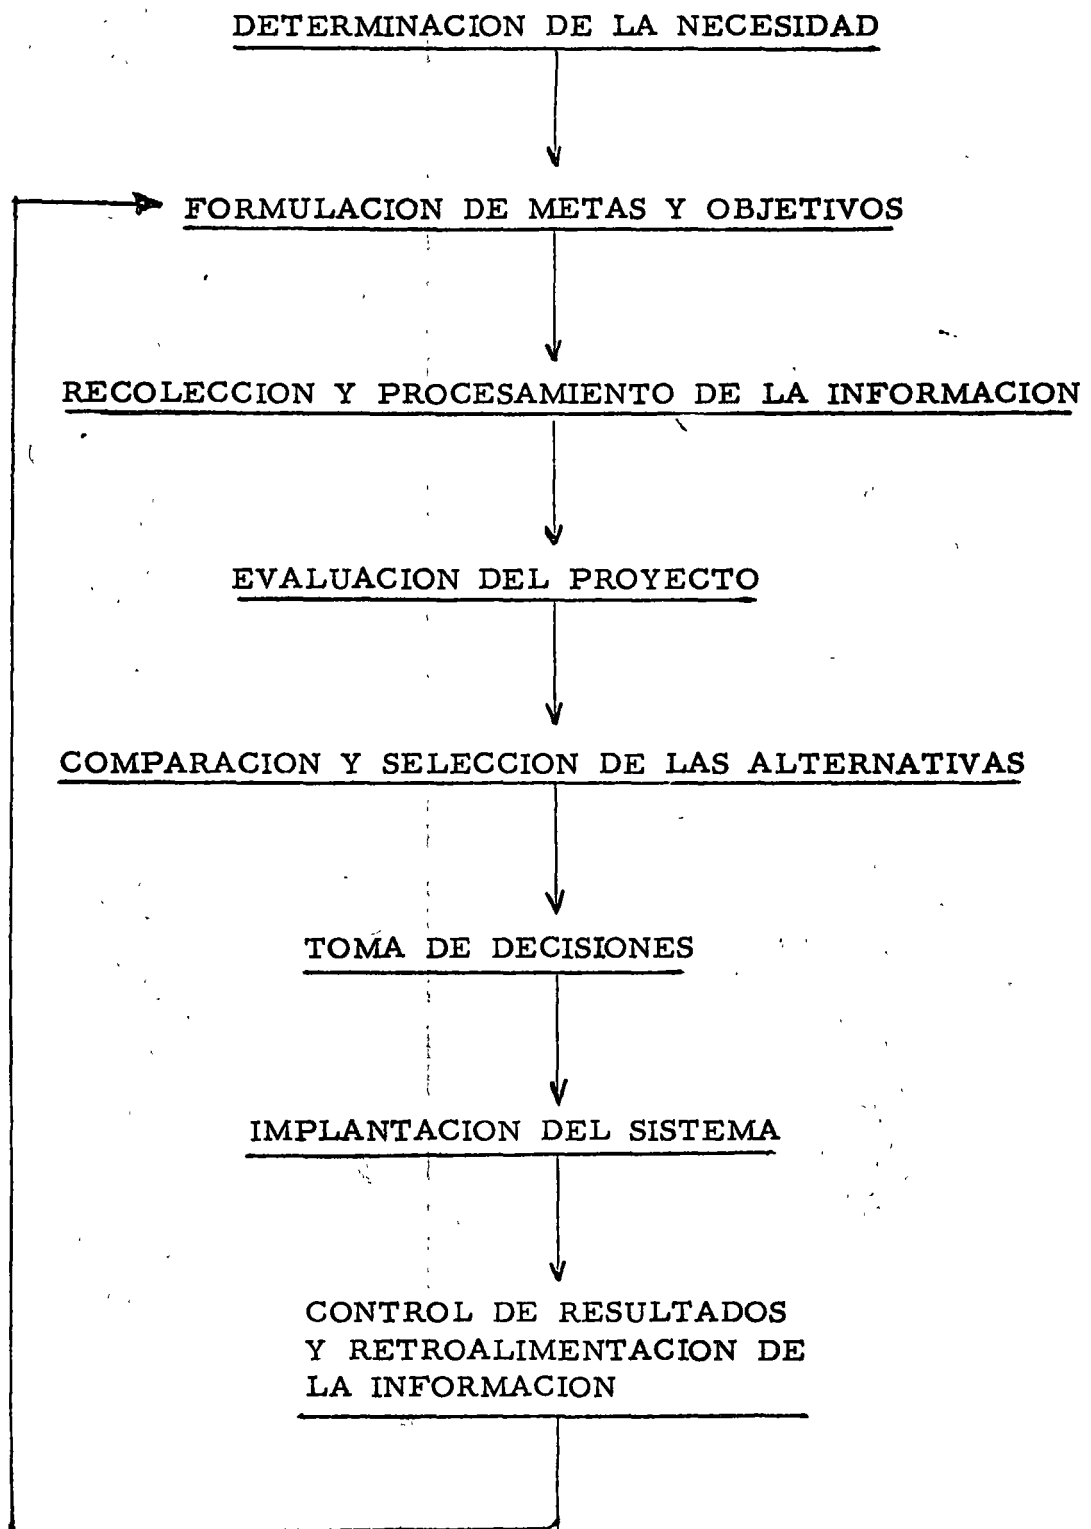 DETERMINACION DE LA NECESIDAD
FORMULACION DE METAS Y OBJETIVOS
RECOLECCION Y PROCESAMIENTO DE LA INFORMACION
EVALUACION DEL PROYECTO
COMPARACION Y SELECCION DE LAS ALTERNATIVAS
TOMA DE DECISIONES
IMPLANTACION DEL SISTEMA
CONTROL DE RESULTADOS
Y RETROALIMENTACION DE
LA INFORMACION